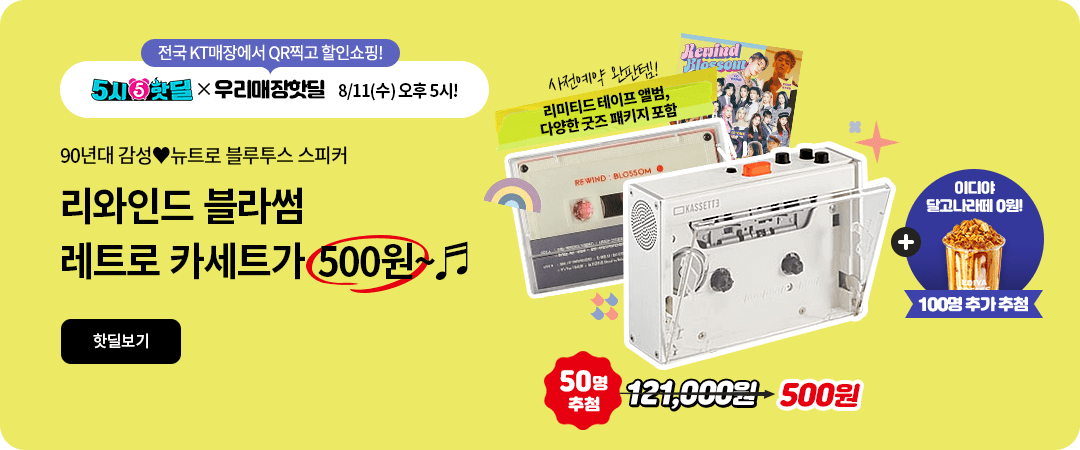 전국 KT매장에서 QR찍고 할인쇼핑!
5시 5 핫딜 × 우리매장핫딜 8/11(수) 오후 5시!
90년대 감성♥뉴트로 블루투스 스피커
리와인드 블라썸
레트로 카세트가 500원~♬
핫딜보기
사전예약 완판템!
리미티드 테이프 앨범,
다양한 굿즈 패키지 포함
Rewind
Blossom
REWIND : BLOSSOM
KASSETT3
이디야
달고나라떼 0원!
EDIYA
100명 추가 추첨
50명
추첨
121,000원 500원